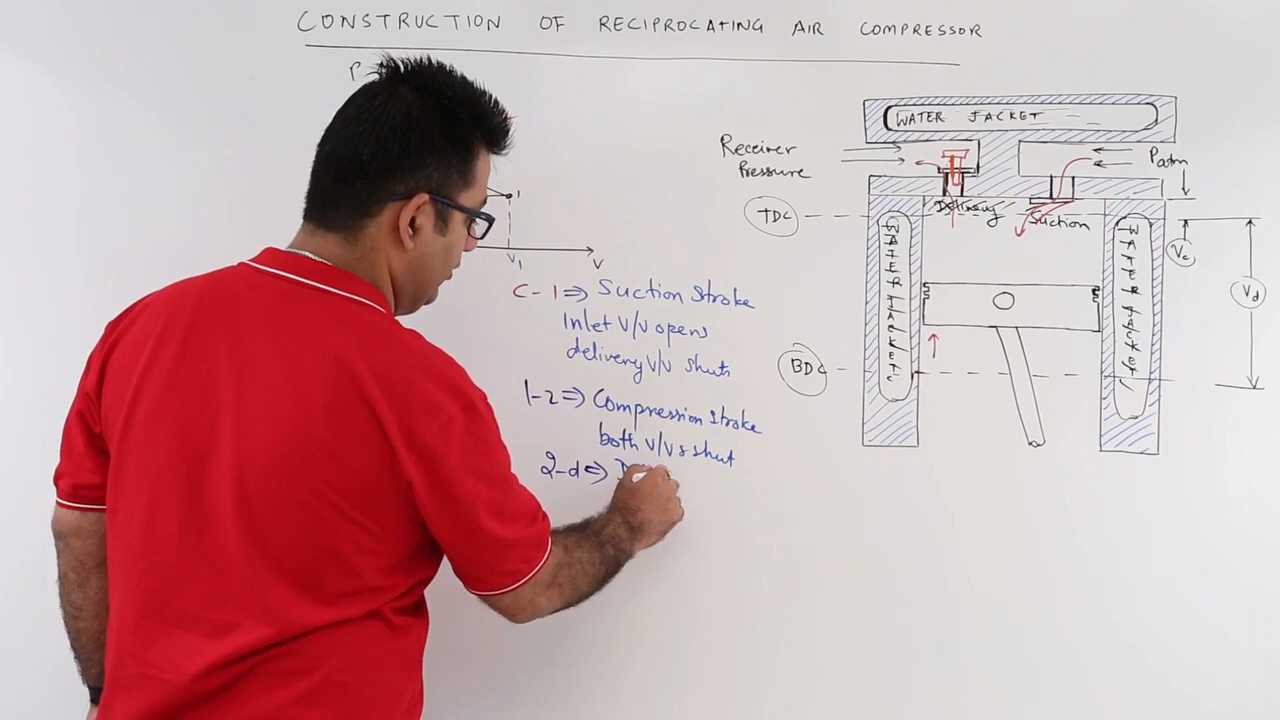 CONSTRUCTION OF RECIPROCATING AIR COMPRESSOR
P
1
V₁
V
C-1 ⇒ Suction Stroke
Inlet V/V opens
delivery V/V shuts
1-2 ⇒ Compression Stroke
both V/Vs shut
2-d ⇒ D
WATER JACKET
Receiver
Pressure
Patm
Delivery
Suction
TDC
BDC
WATER JACKET
WATER JACKET
Vc
Vd